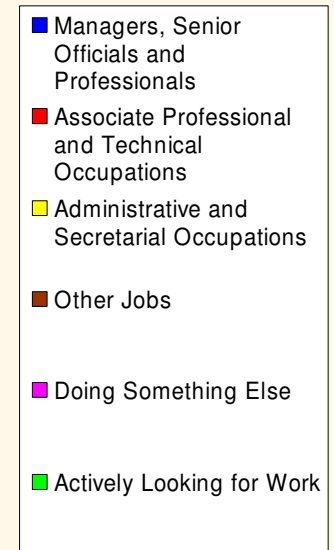 Managers, Senior
Officials and
Professionals
Associate Professional
and Technical
Occupations
Administrative and
Secretarial Occupations
Other Jobs
Doing Something Else
Actively Looking for Work